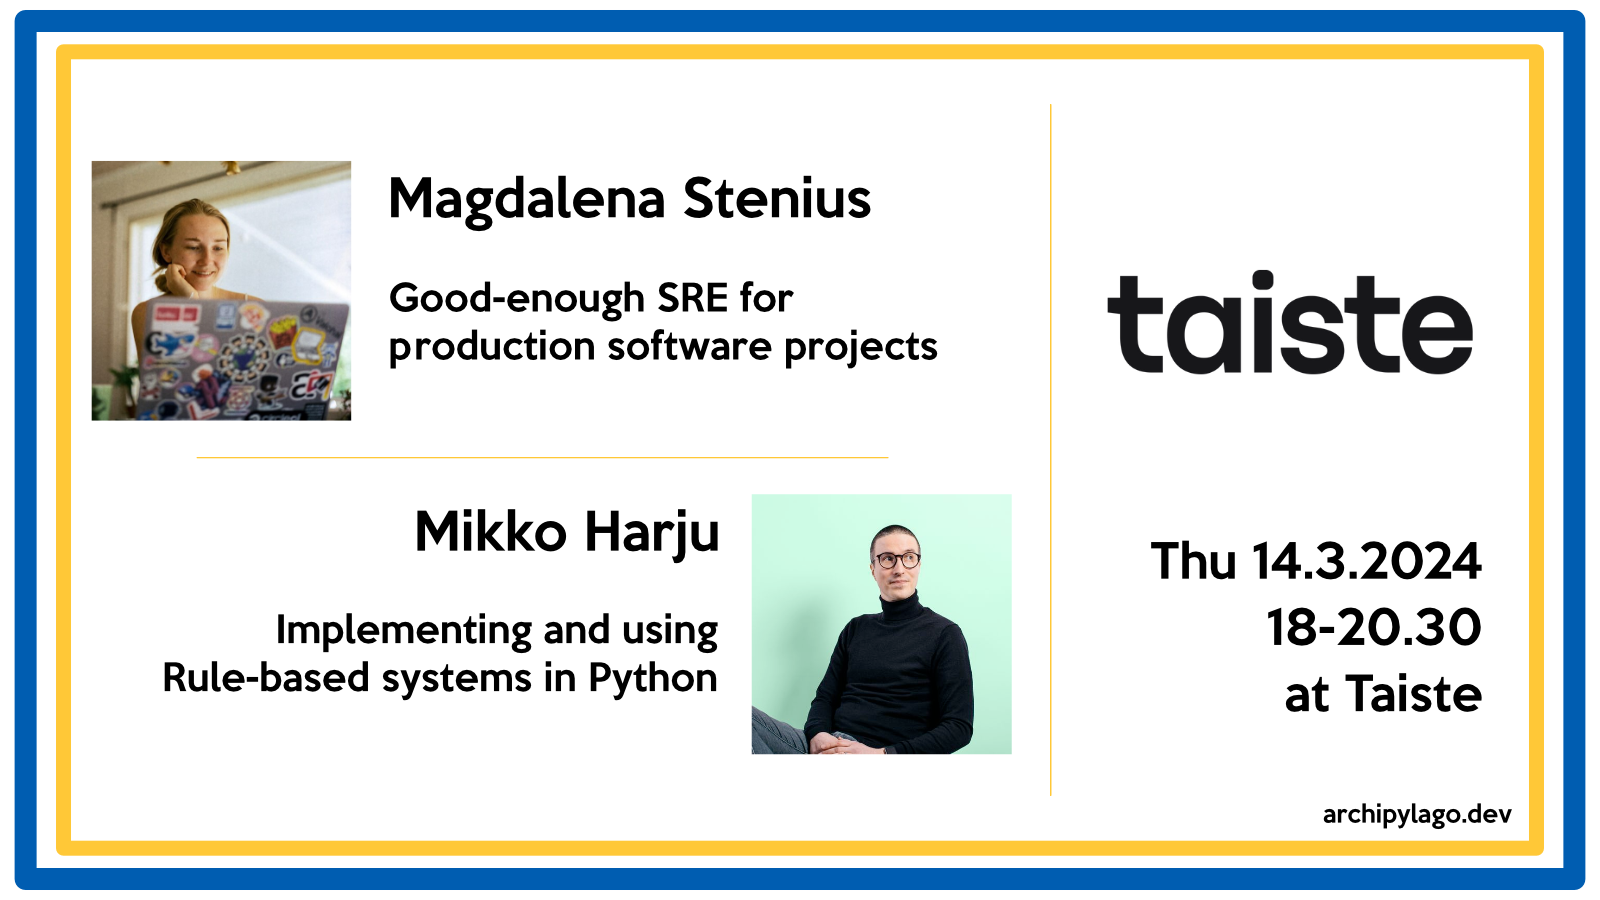 Magdalena Stenius
Good-enough SRE for
production software projects
Mikko Harju
Implementing and using
Rule-based systems in Python
taiste
Thu 14.3.2024
18-20.30
at Taiste
archipylago.dev